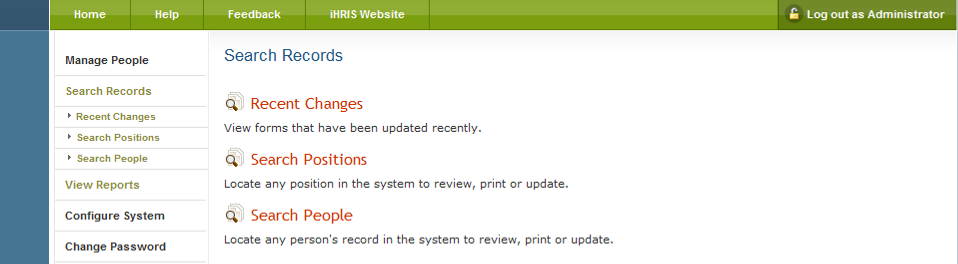 Home Help Feedback iHRIS Website Log out as Administrator
Manage People
Search Records
Recent Changes
Search Positions
Search People
View Reports
Configure System
Change Password
Search Records
Recent Changes
View forms that have been updated recently.
Search Positions
Locate any position in the system to review, print or update.
Search People
Locate any person's record in the system to review, print or update.